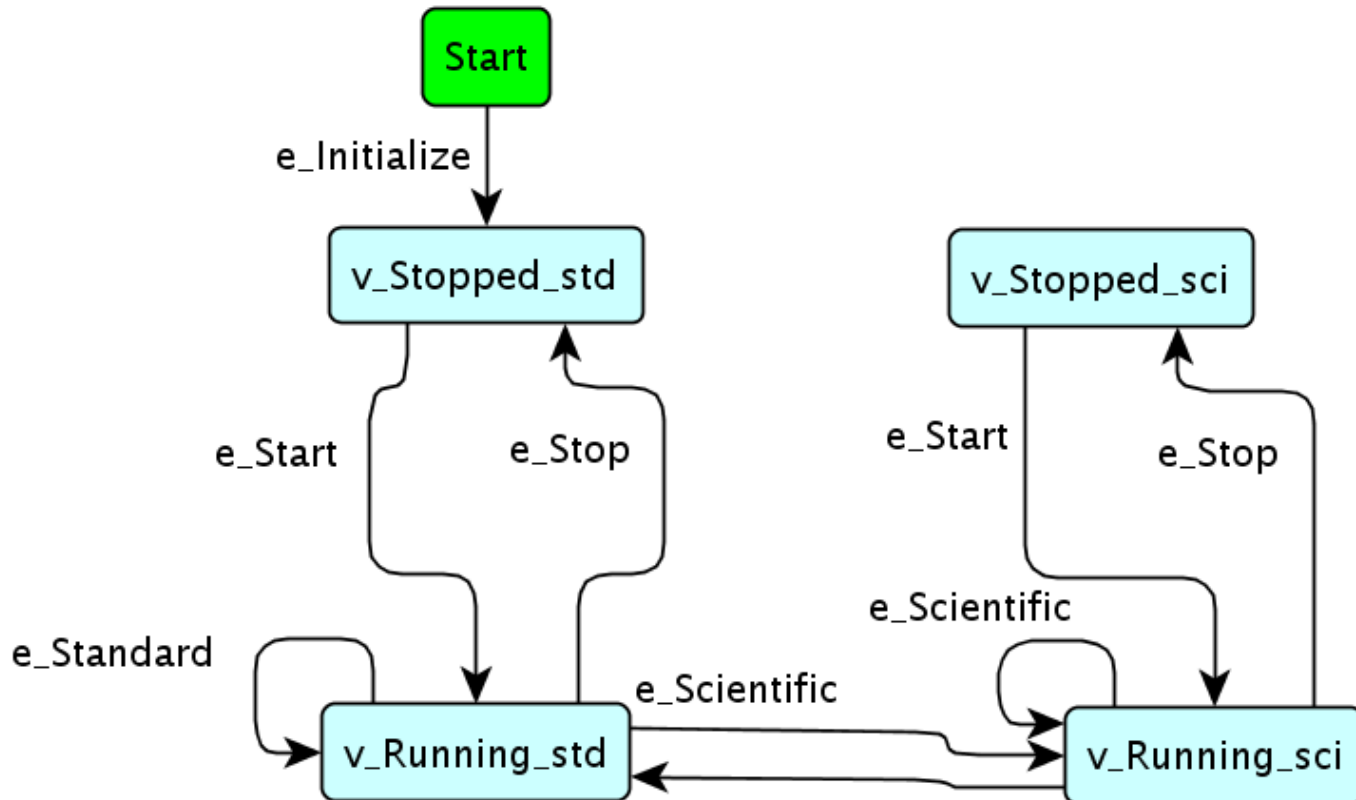 Start
e_Initialize
v_Stopped_std
v_Stopped_sci
e_Start
e_Stop
e_Start
e_Stop
e_Scientific
e_Standard
e_Scientific
v_Running_std
v_Running_sci